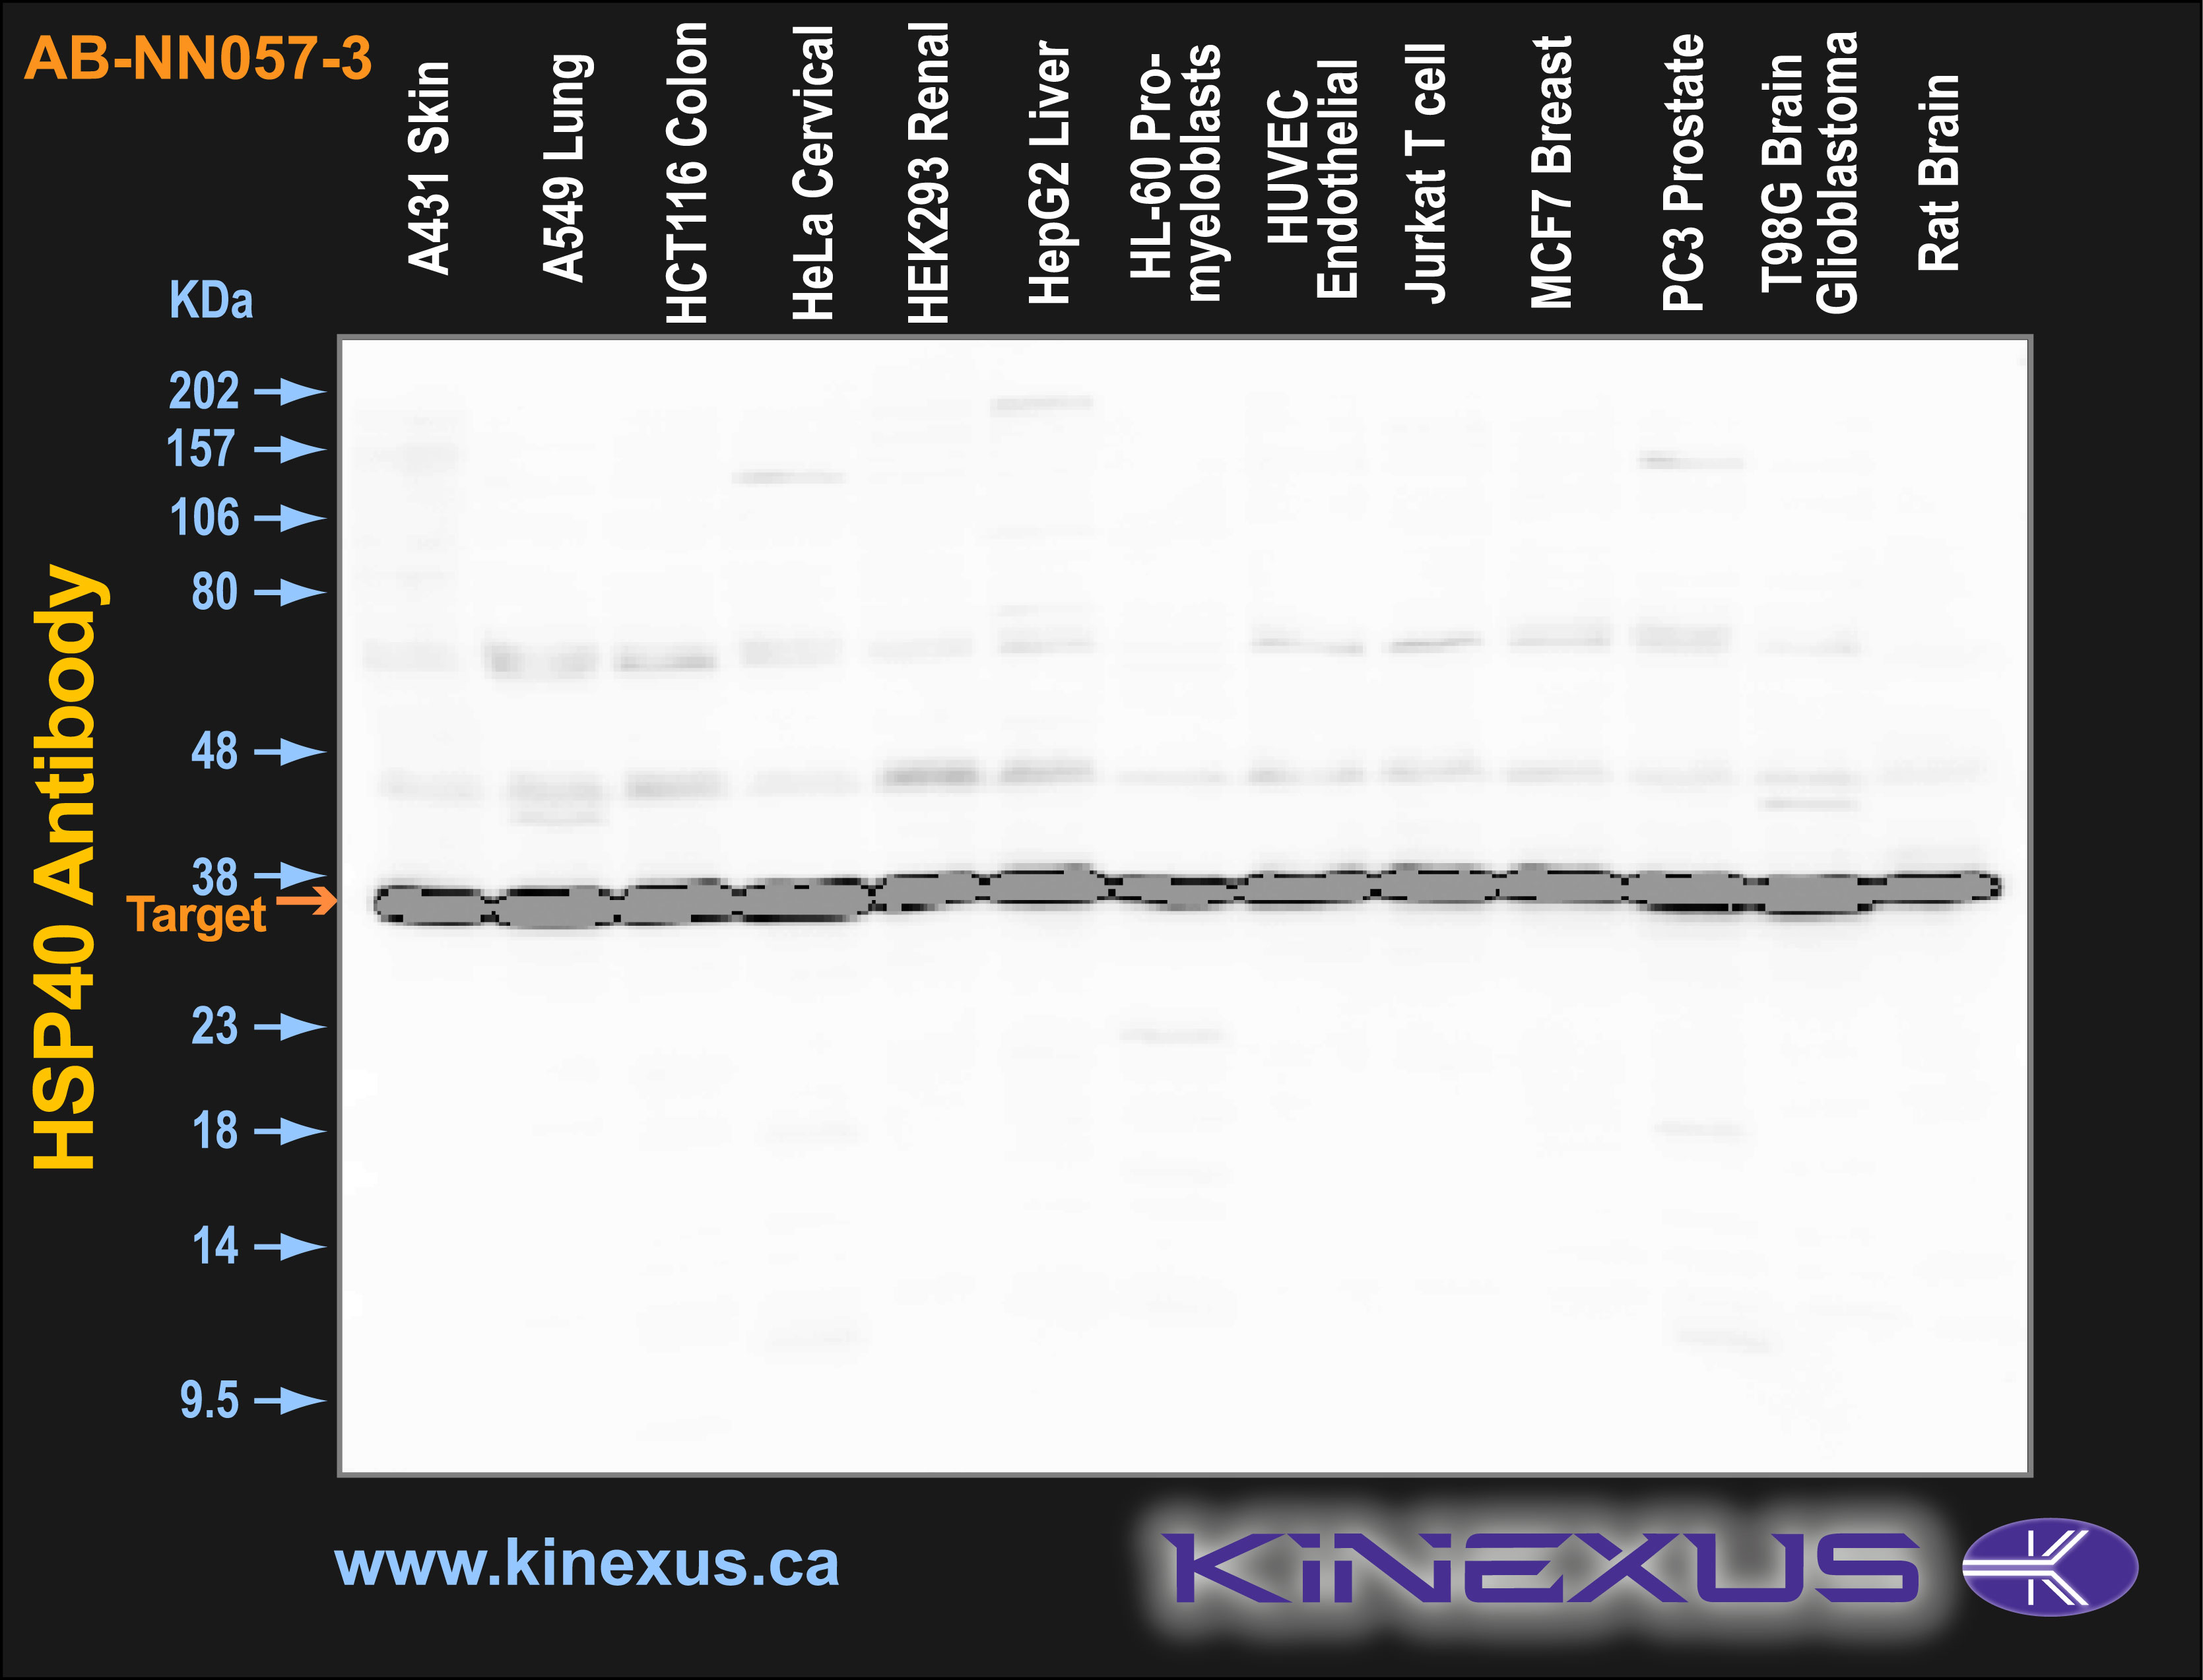 AB-NN057-3
A431 Skin
A549 Lung
HCT116 Colon
HeLa Cervical
HEK293 Renal
HepG2 Liver
HL-60 Pro-
myeloblasts
HUVEC
Endothelial
Jurkat T cell
MCF7 Breast
PC3 Prostate
T98G Brain
Glioblastoma
Rat Brain
KDa
202
157
106
80
48
38
Target
23
18
14
9.5
HSP40 Antibody
www.kinexus.ca
KiNEXUS